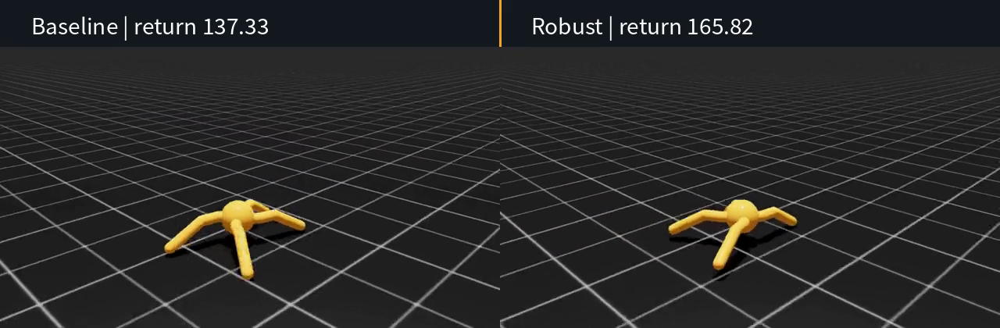 Baseline | return 137.33
Robust | return 165.82